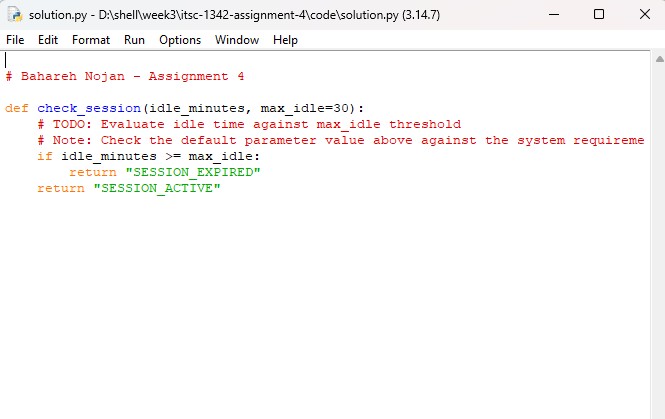 solution.py - D:\shell\week3\itsc-1342-assignment-4\code\solution.py (3.14.7)
File Edit Format Run Options Window Help
# Bahareh Nojan - Assignment 4
def check_session(idle_minutes, max_idle=30):
    # TODO: Evaluate idle time against max_idle threshold
    # Note: Check the default parameter value above against the system requireme
    if idle_minutes >= max_idle:
        return "SESSION_EXPIRED"
    return "SESSION_ACTIVE"